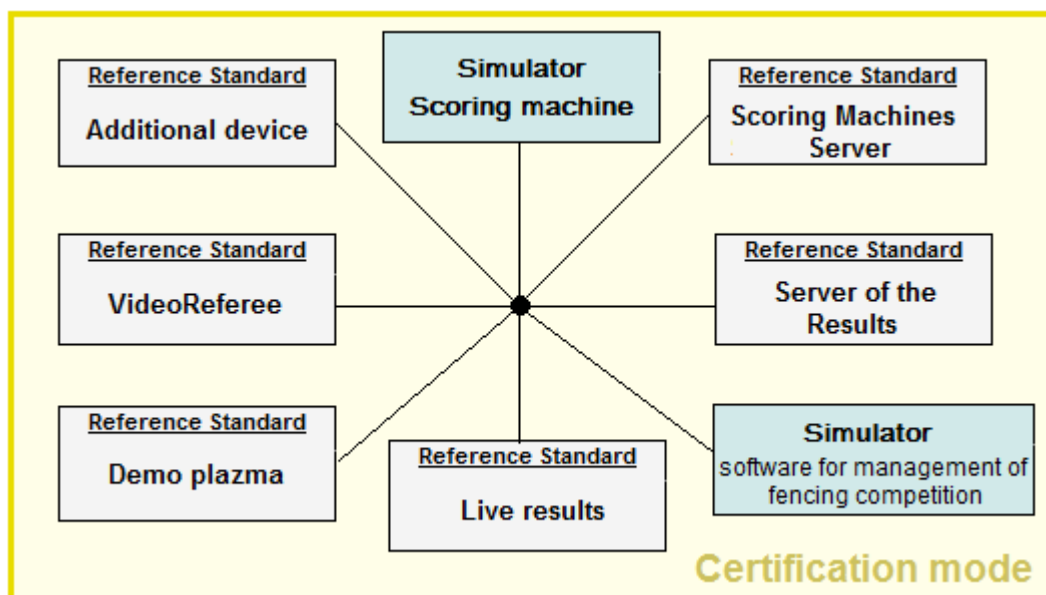 Reference Standard
Additional device
Simulator
Scoring machine
Reference Standard
Scoring Machines
Server
Reference Standard
VideoReferee
Reference Standard
Server of the
Results
Reference Standard
Demo plazma
Reference Standard
Live results
Simulator
software for management of
fencing competition
Certification mode